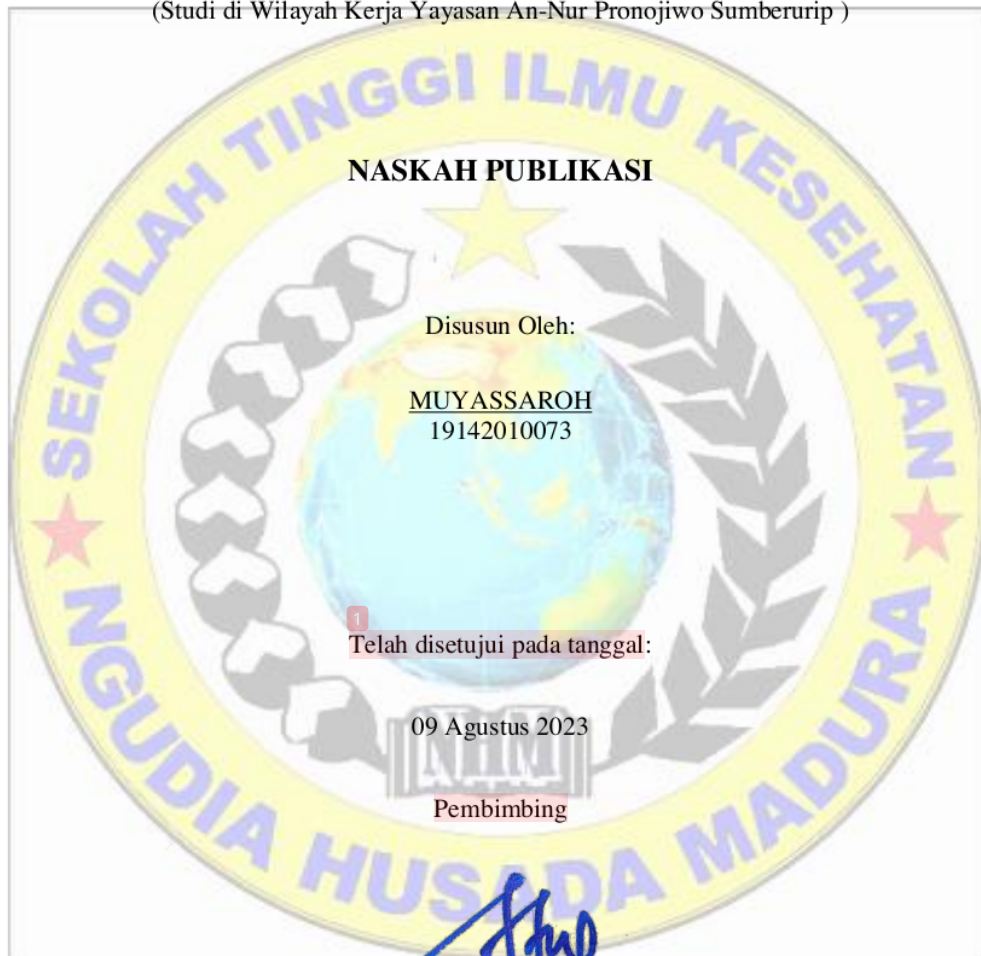 (Studi di Wilayah Kerja Yayasan An-Nur Pronojiwo Sumberurip )
SEKOLAH TINGGI ILMU KESEHATAN
NASKAH PUBLIKASI
Disusun Oleh:
MUYASSAROH
19142010073
1
Telah disetujui pada tanggal:
09 Agustus 2023
NHM
Pembimbing
NGUDIA HUSADA MADURA